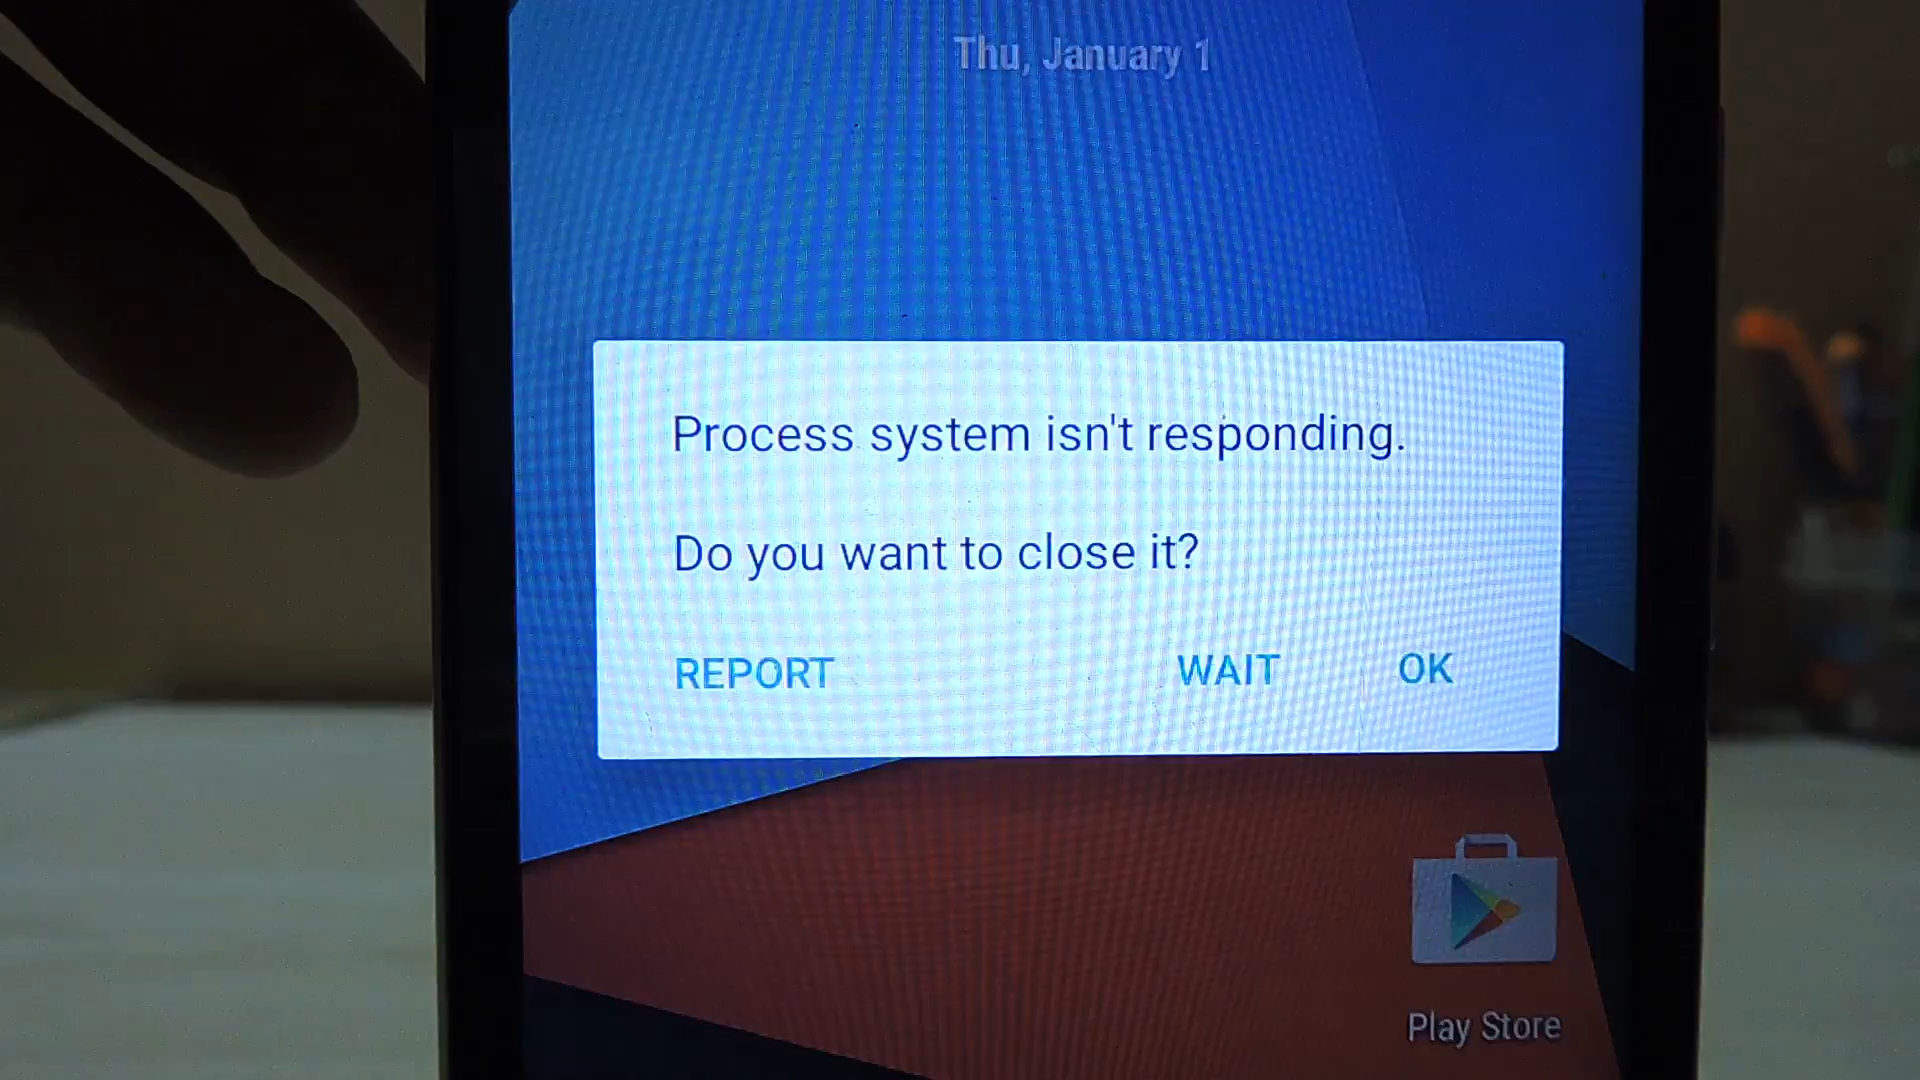 Thu, January 1
Process system isn't responding.
Do you want to close it?
REPORT WAIT OK
Play Store